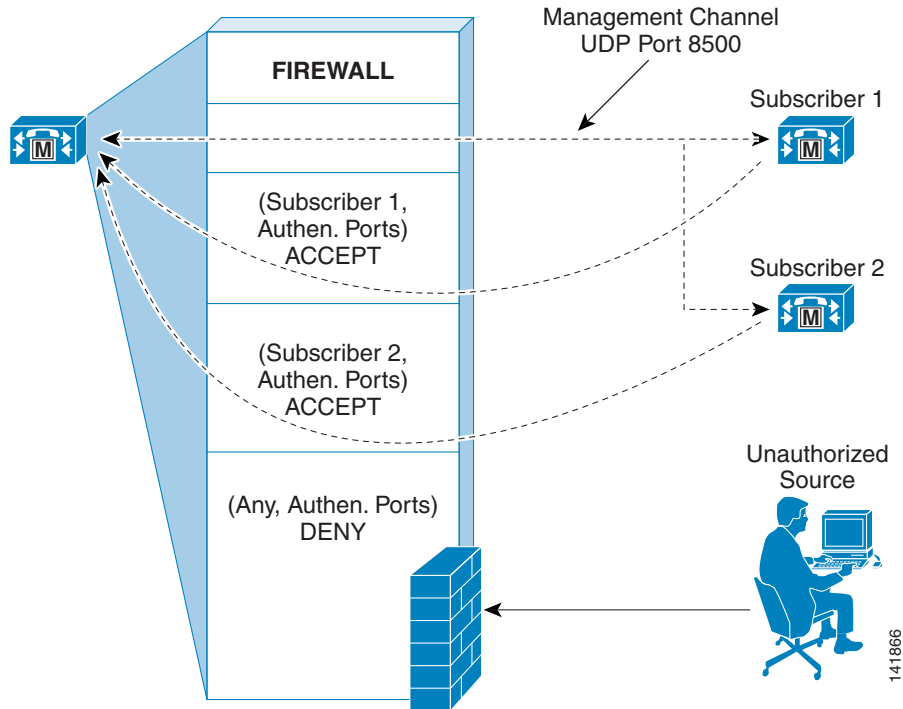 Management Channel
UDP Port 8500
FIREWALL
Subscriber 1
M
M
(Subscriber 1,
Authen. Ports)
ACCEPT
Subscriber 2
M
(Subscriber 2,
Authen. Ports)
ACCEPT
Unauthorized
Source
(Any, Authen. Ports)
DENY
141866